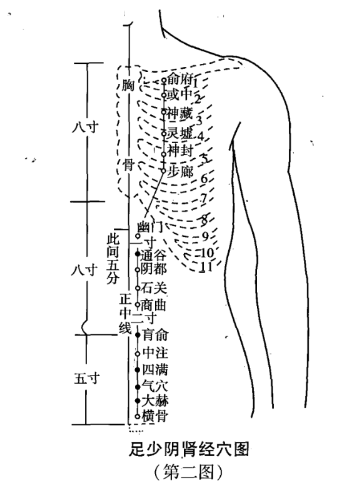 胸
骨
俞府
或中
神藏
灵墟
神封
步廊
1
2
3
4
5
6
7
8
9
10
11
八寸
八寸
五寸
此间五分
正中线
幽门
一寸
通谷
阴都
石关
商曲
二寸
肓俞
中注
四满
气穴
大赫
横骨
足少阴肾经穴图
(第二图)